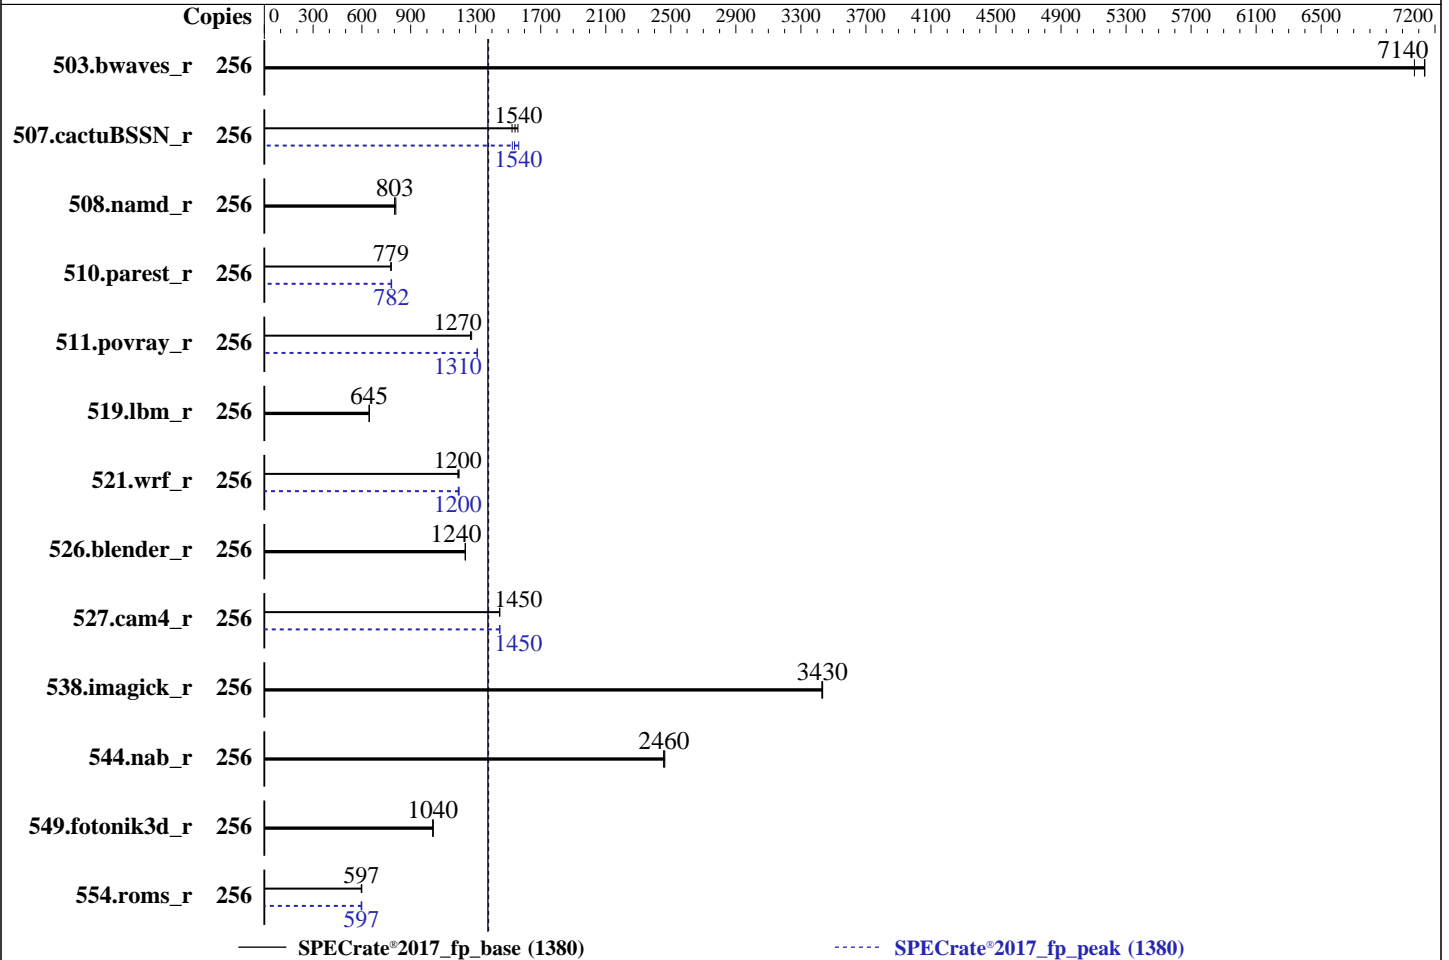 Copies 0 300 600 900 1300 1700 2100 2500 2900 3300 3700 4100 4500 4900 5300 5700 6100 6500 7200
7140
503.bwaves_r 256
1540
507.cactuBSSN_r 256
1540
803
508.namd_r 256
779
510.parest_r 256
782
1270
511.povray_r 256
1310
645
519.lbm_r 256
1200
521.wrf_r 256
1200
1240
526.blender_r 256
1450
527.cam4_r 256
1450
3430
538.imagick_r 256
2460
544.nab_r 256
1040
549.fotonik3d_r 256
597
554.roms_r 256
597
SPECrate®2017_fp_base (1380) SPECrate®2017_fp_peak (1380)